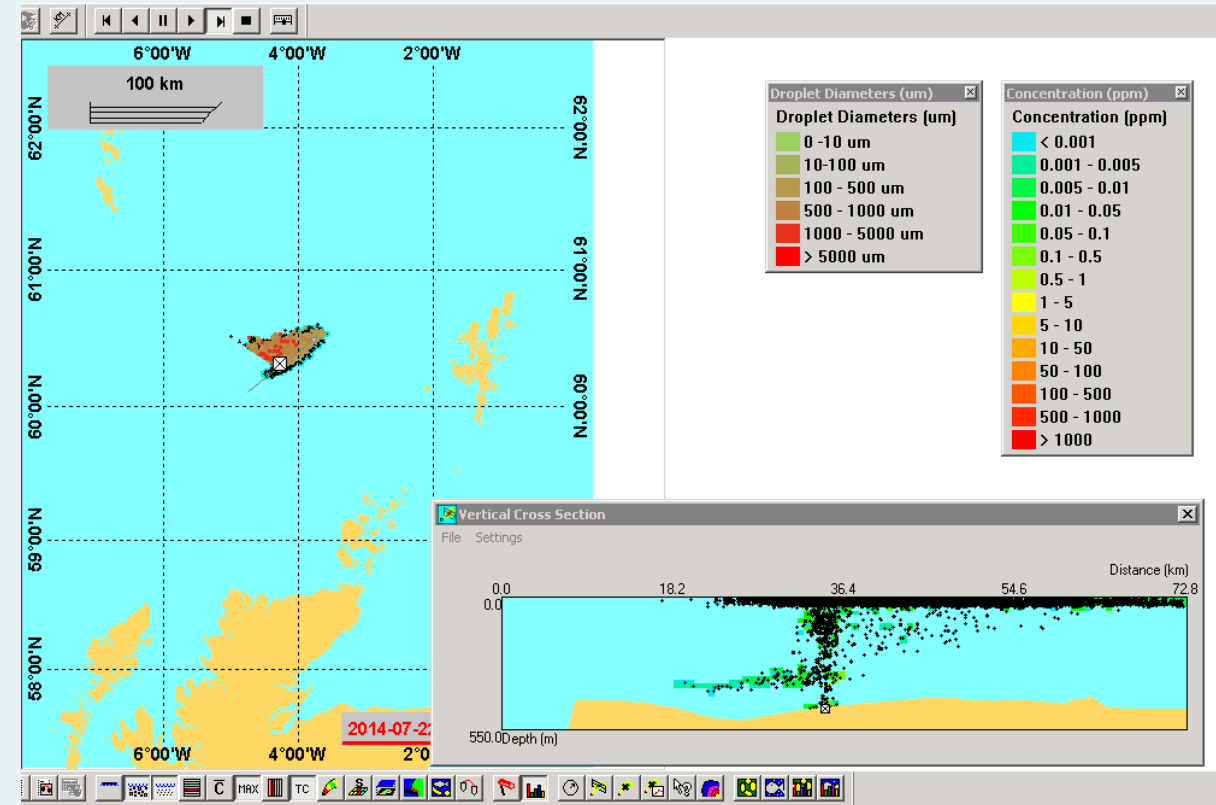 6°00'W 4°00'W 2°00'W
100 km
62°00'N 62°00'N
61°00'N 61°00'N
60°00'N 60°00'N
59°00'N
58°00'N
2014-07-22
6°00'W 4°00'W 2°0
Droplet Diameters (um)
Droplet Diameters (um)
0 -10 um
10-100 um
100 - 500 um
500 - 1000 um
1000 - 5000 um
> 5000 um
Concentration (ppm)
Concentration (ppm)
< 0.001
0.001 - 0.005
0.005 - 0.01
0.01 - 0.05
0.05 - 0.1
0.1 - 0.5
0.5 - 1
1 - 5
5 - 10
10 - 50
50 - 100
100 - 500
500 - 1000
> 1000
Vertical Cross Section
File Settings
Distance (km)
0.0 18.2 36.4 54.6 72.8
0.0
550.0 Depth (m)
C MAX TC S